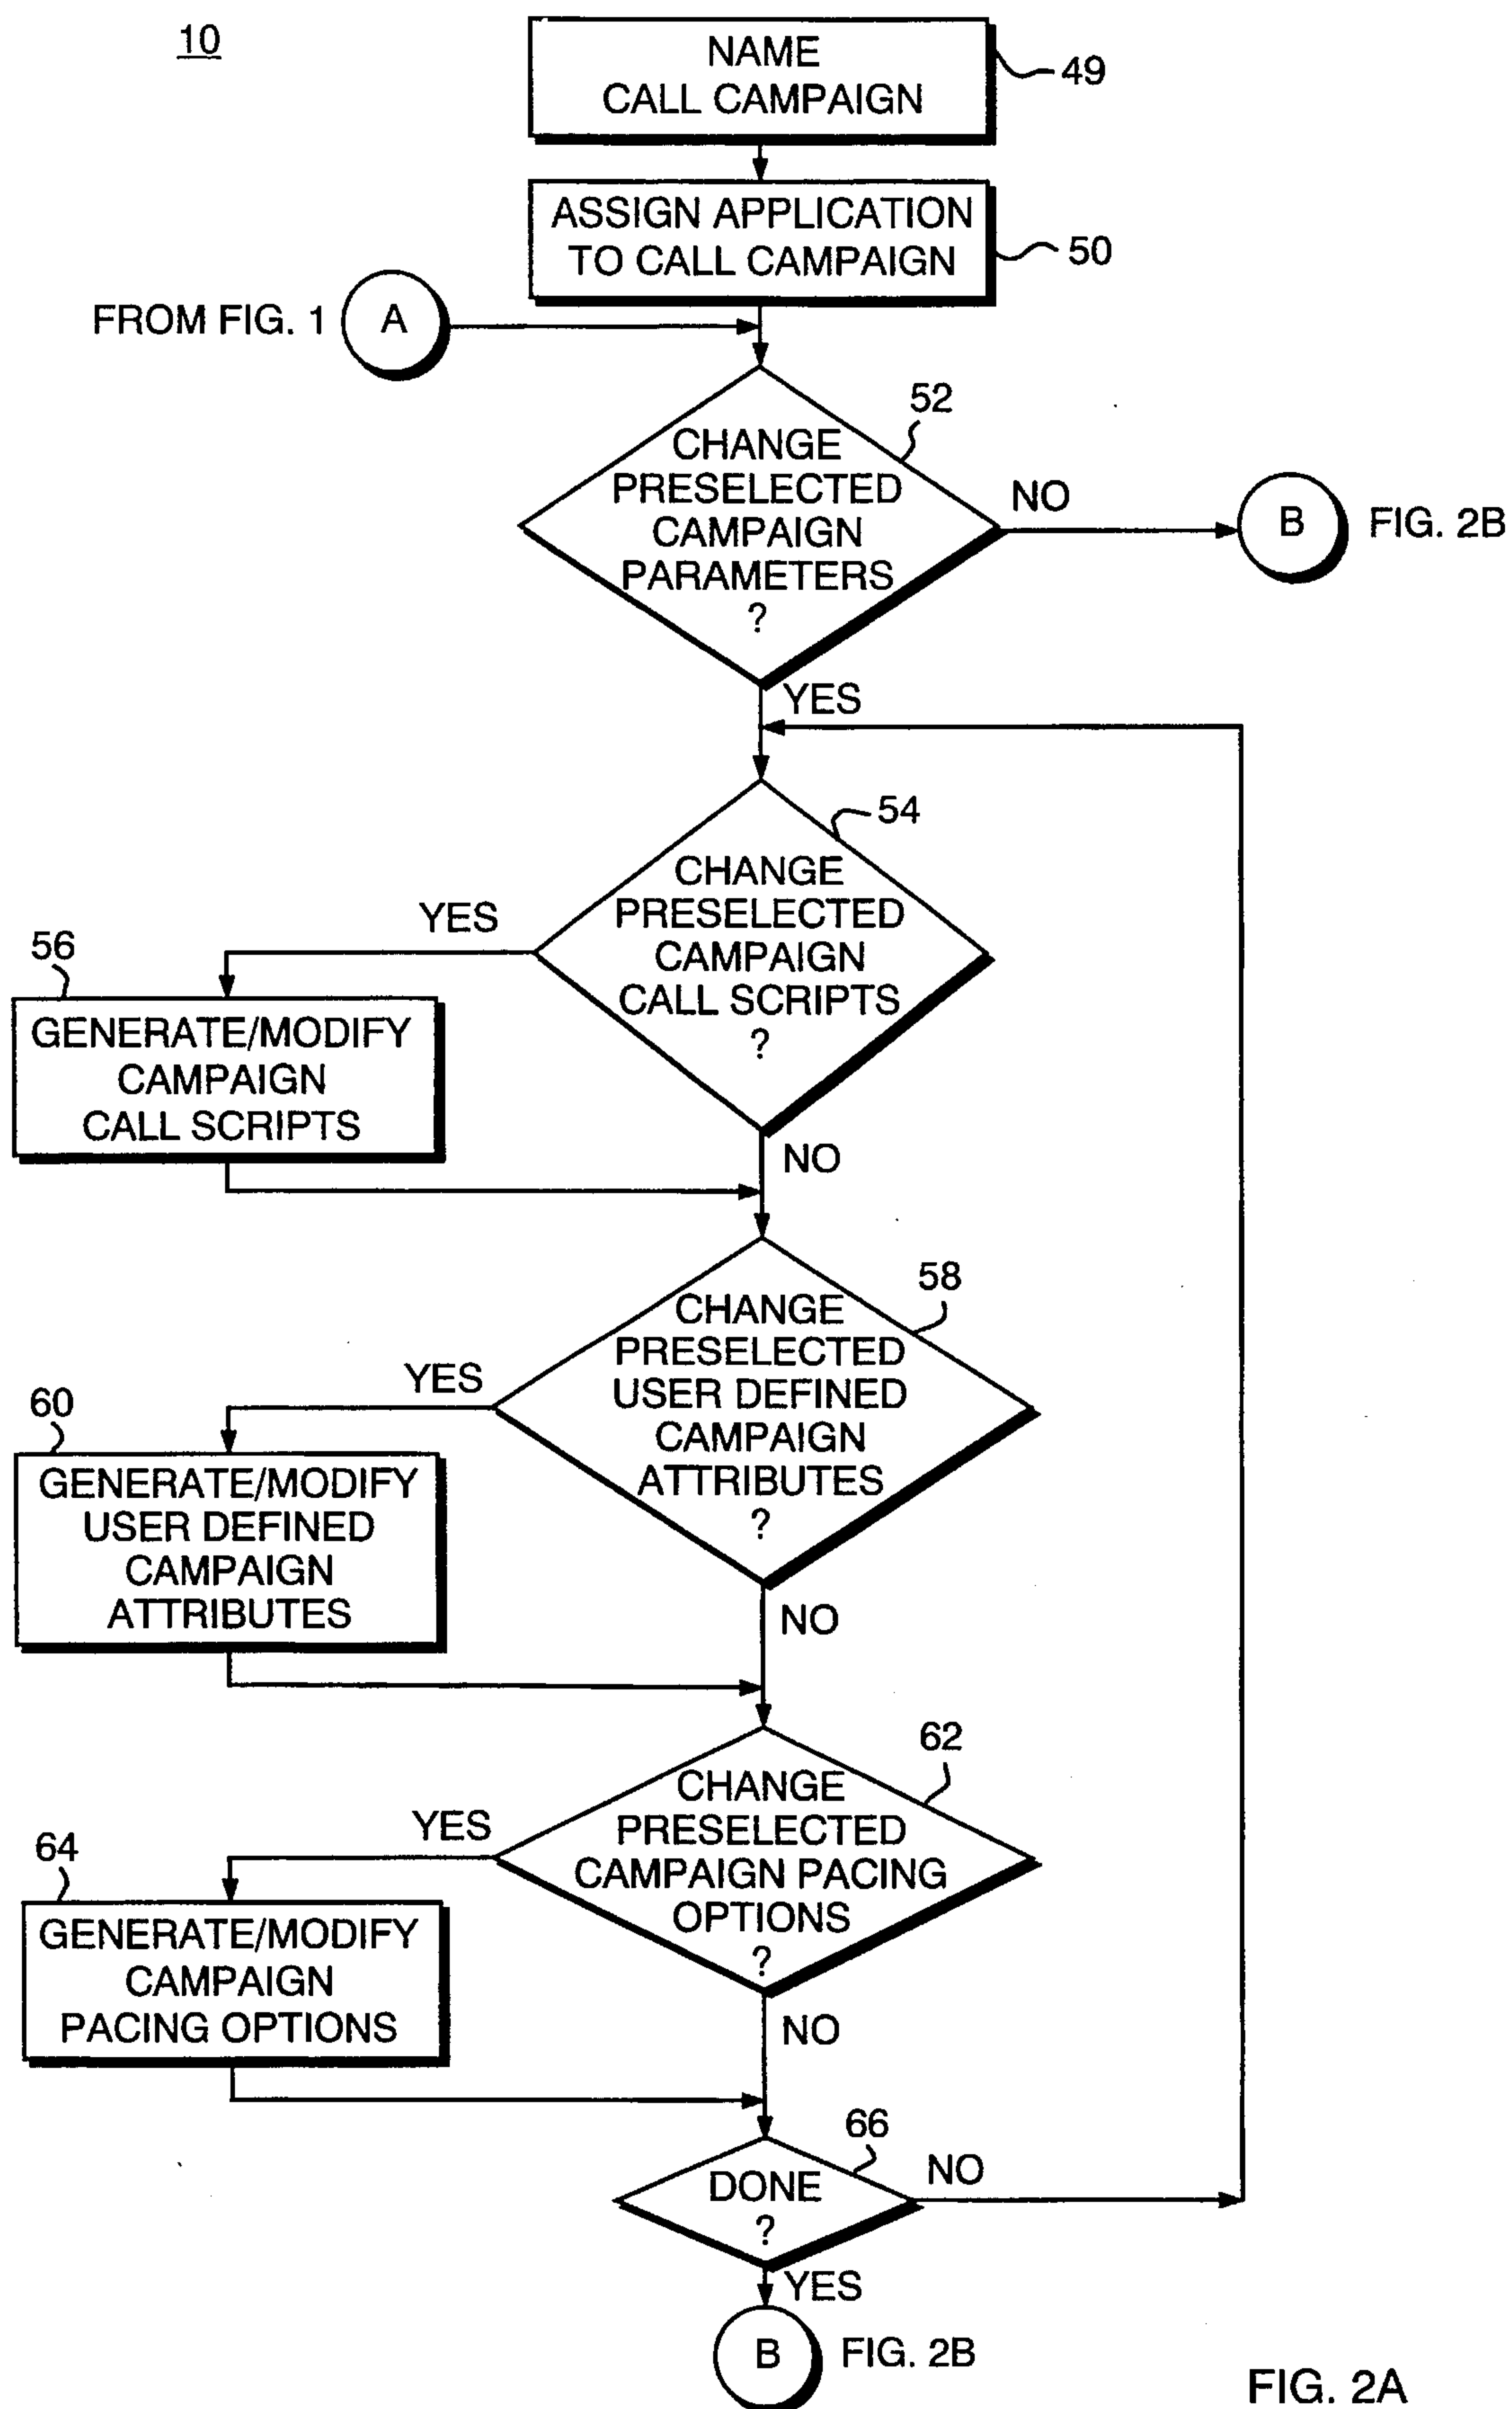 10
NAME
CALL CAMPAIGN
49
ASSIGN APPLICATION
TO CALL CAMPAIGN
50
FROM FIG. 1
A
52
CHANGE
PRESELECTED
CAMPAIGN
PARAMETERS
?
NO
B
FIG. 2B
YES
54
CHANGE
PRESELECTED
CAMPAIGN
CALL SCRIPTS
?
YES
56
GENERATE/MODIFY
CAMPAIGN
CALL SCRIPTS
NO
58
CHANGE
PRESELECTED
USER DEFINED
CAMPAIGN
ATTRIBUTES
?
YES
60
GENERATE/MODIFY
USER DEFINED
CAMPAIGN
ATTRIBUTES
NO
62
CHANGE
PRESELECTED
CAMPAIGN PACING
OPTIONS
?
YES
64
GENERATE/MODIFY
CAMPAIGN
PACING OPTIONS
NO
66
DONE
?
NO
YES
B
FIG. 2B
FIG. 2A